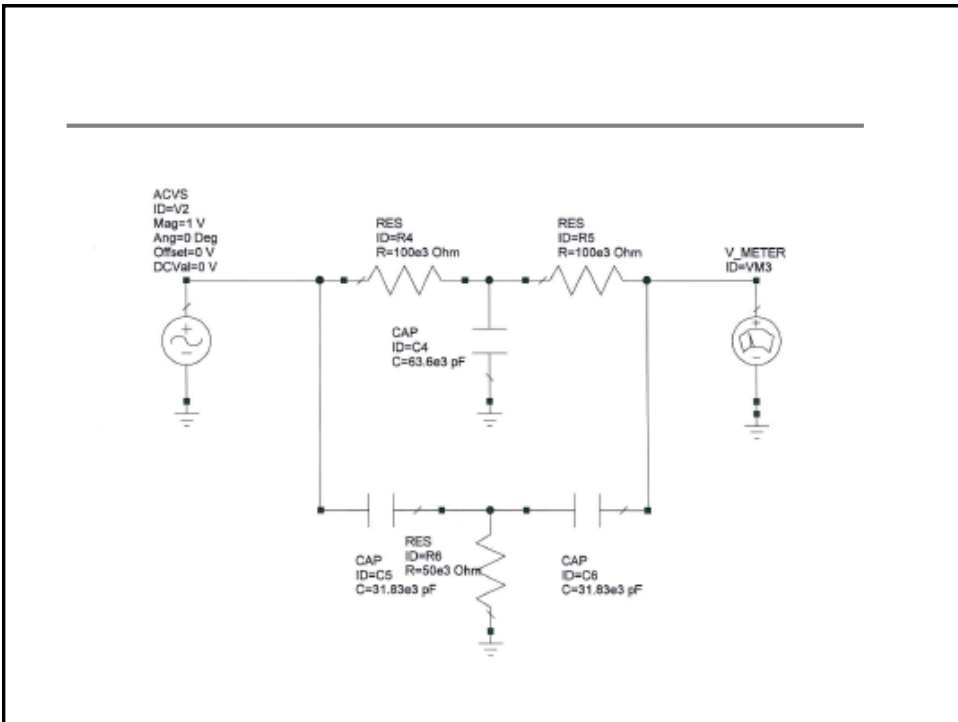 ACVS
ID=V2
Mag=1 V
Ang=0 Deg
Offset=0 V
DCVal=0 V
RES
ID=R4
R=100e3 Ohm
RES
ID=R5
R=100e3 Ohm
V_METER
ID=VM3
CAP
ID=C4
C=63.6e3 pF
CAP
ID=C5
C=31.83e3 pF
RES
ID=R6
R=50e3 Ohm
CAP
ID=C6
C=31.83e3 pF